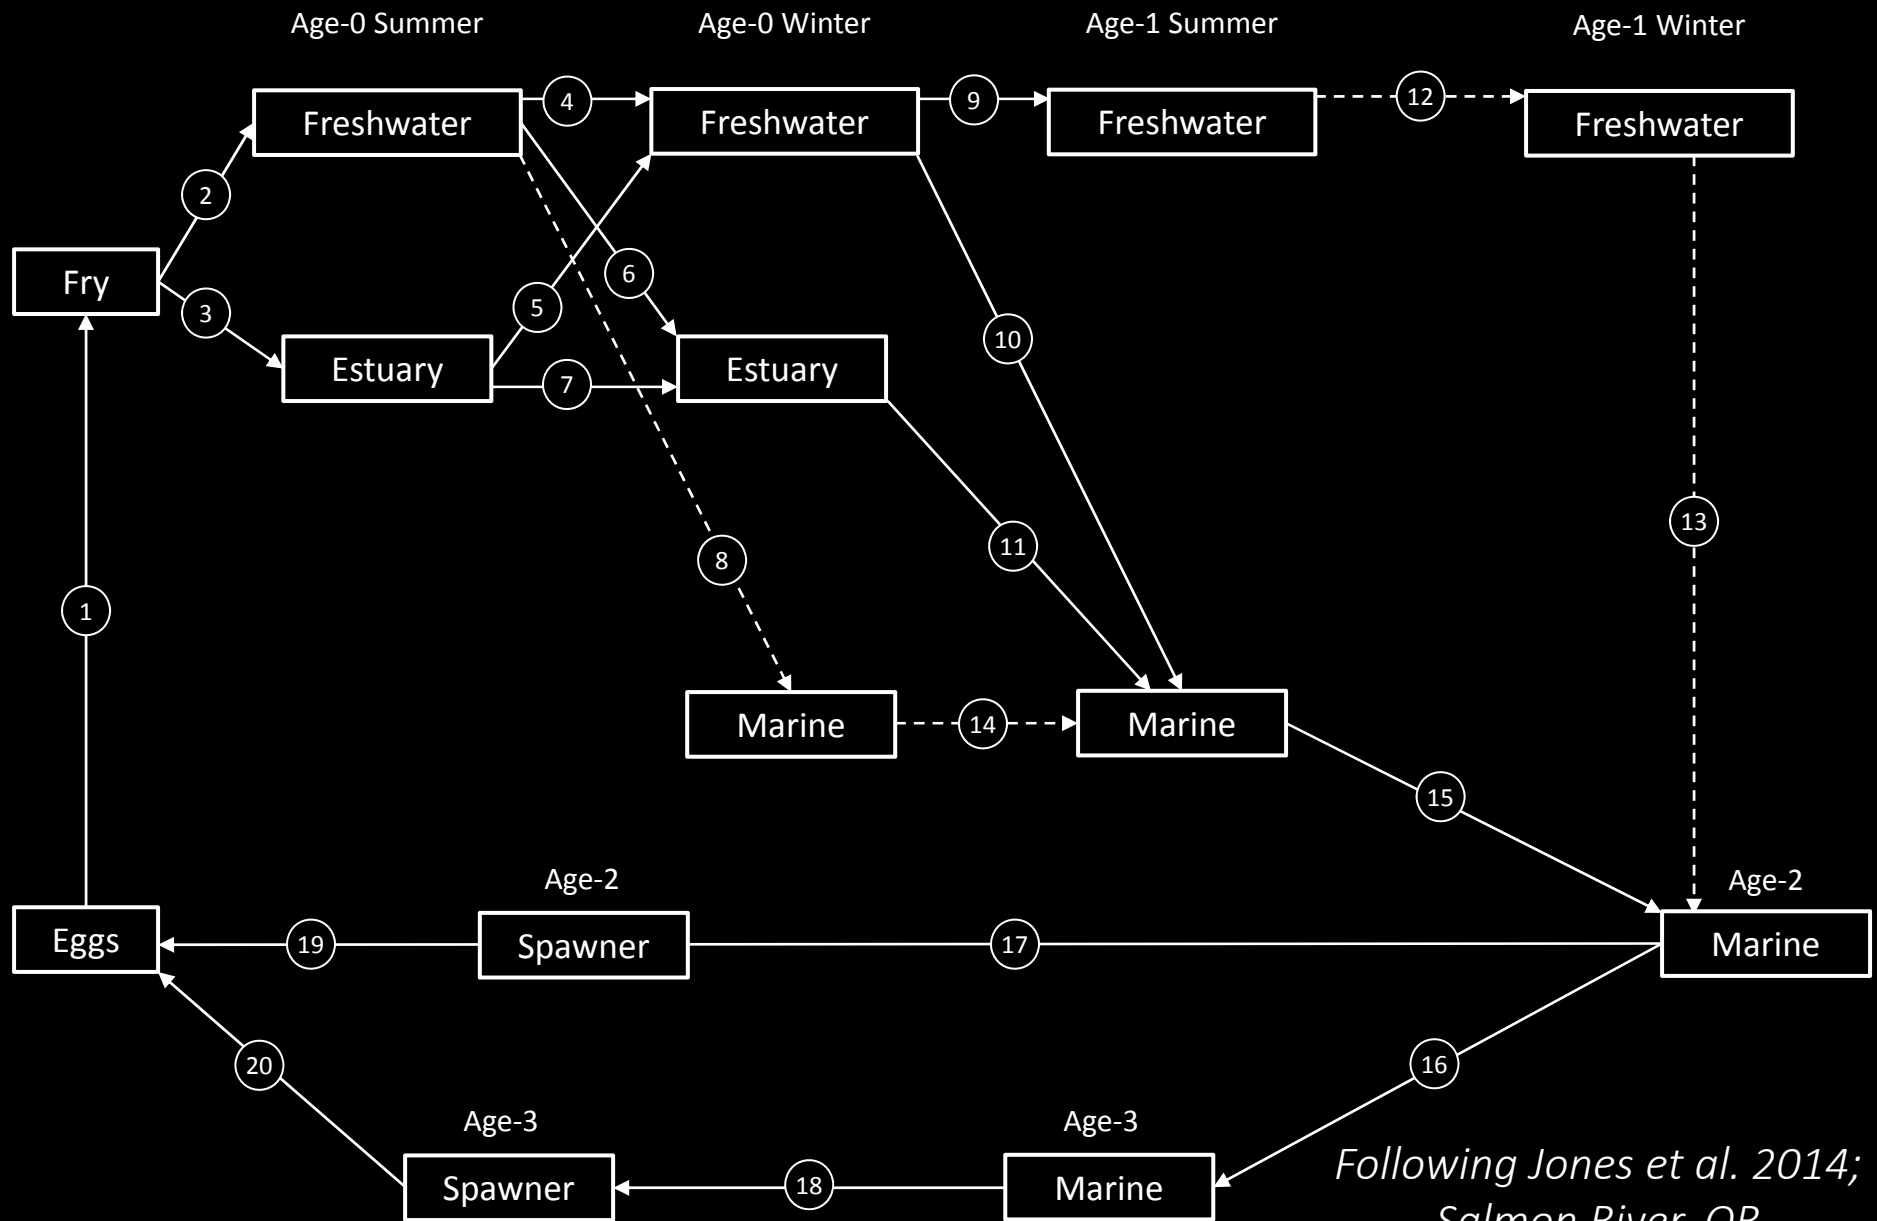 Age-0 Summer
Age-0 Winter
Age-1 Summer
Age-1 Winter
Freshwater
4
Freshwater
9
Freshwater
12
Freshwater
2
Fry
3
5
6
10
Estuary
7
Estuary
8
11
13
1
Marine
14
Marine
15
Age-2
Age-2
Eggs
19
Spawner
17
Marine
20
16
Age-3
Age-3
Spawner
18
Marine
Following Jones et al. 2014;
Salmon River, OR